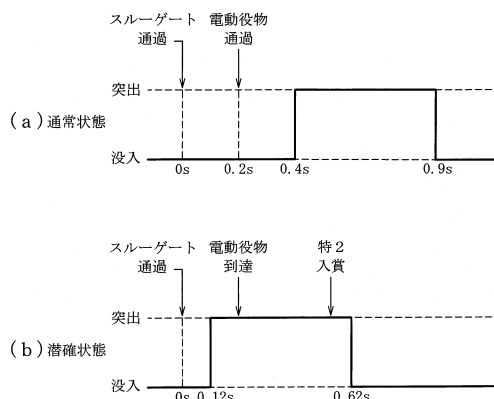 スルーゲート 電動役物
通過 通過
突出
(a)通常状態
没入
0s 0.2s 0.4s 0.9s
スルーゲート 電動役物 特2
通過 到達 入賞
突出
(b)潜確状態
没入
0s 0.12s 0.62s